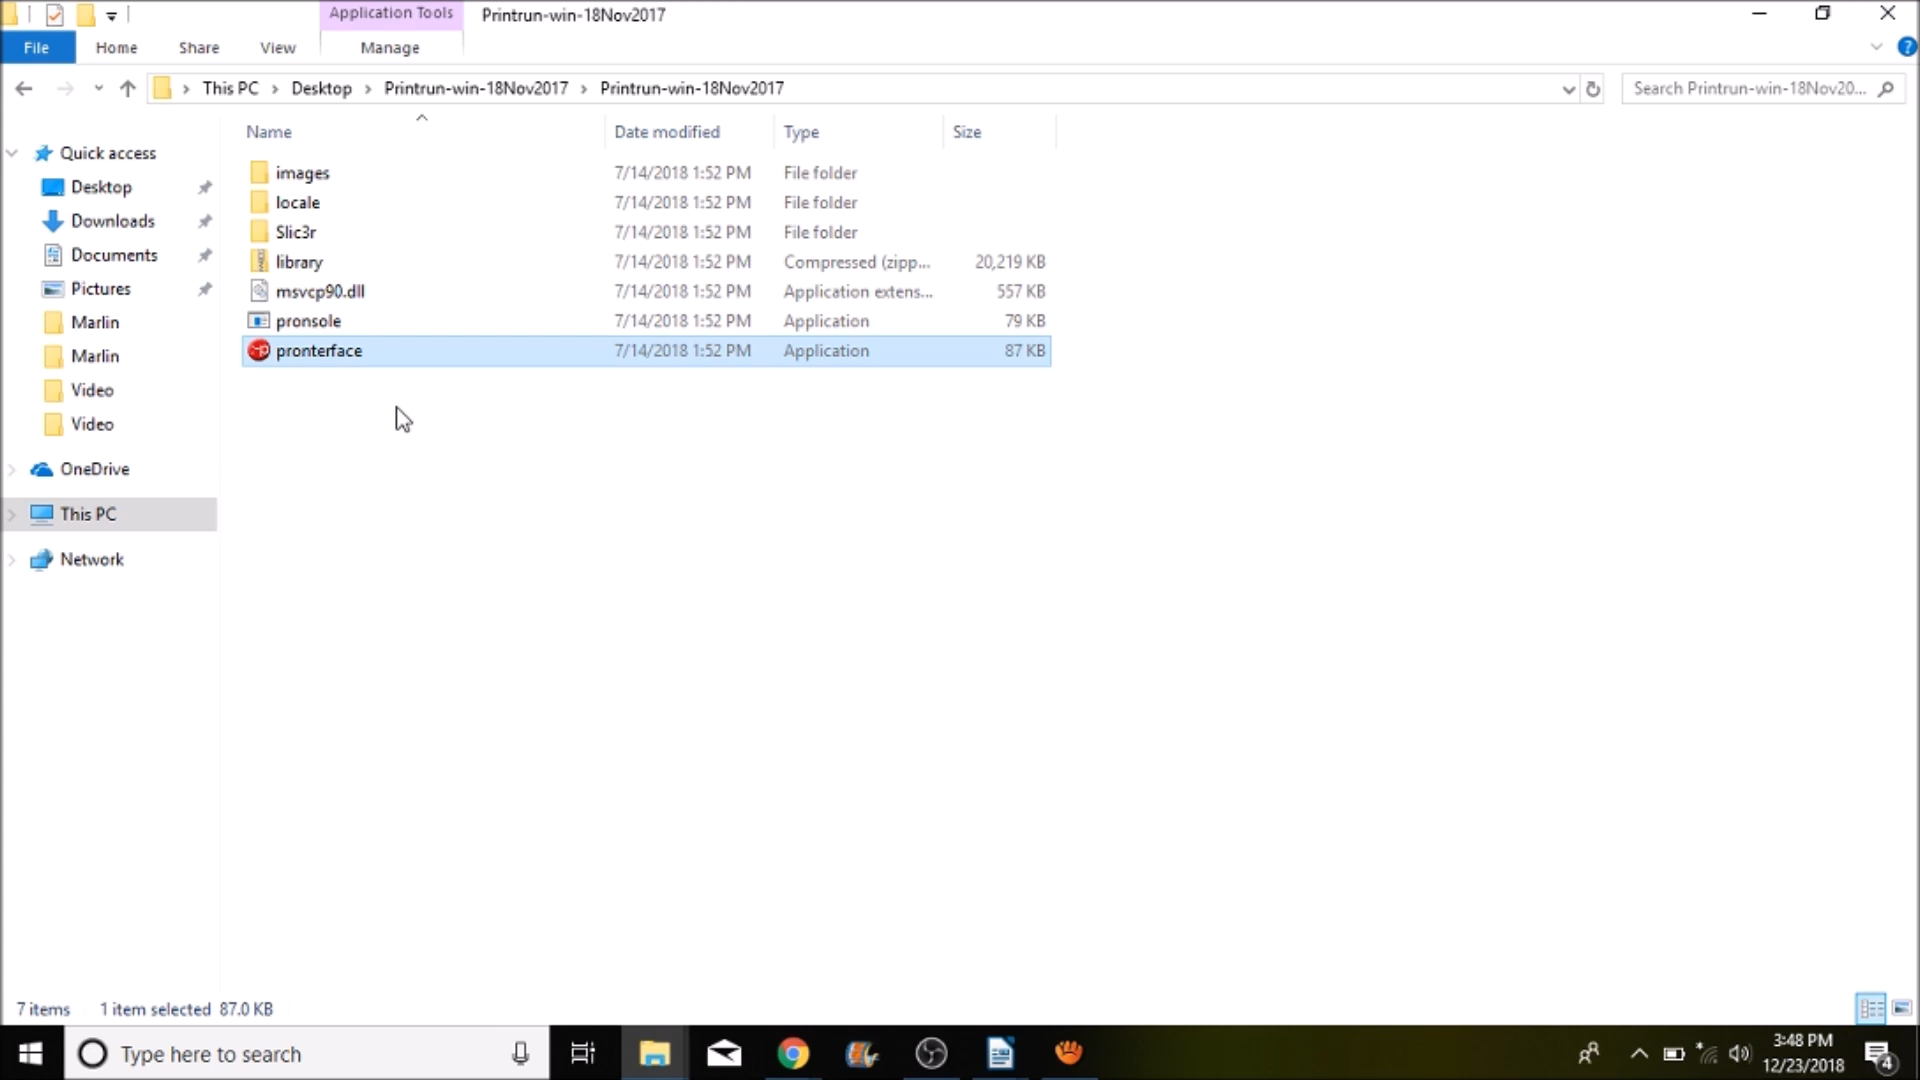 Application Tools
Printrun-win-18Nov2017
File
Home
Share
View
Manage
This PC
Desktop
Printrun-win-18Nov2017
Printrun-win-18Nov2017
Search Printrun-win-18Nov20...
Name
Date modified
Type
Size
Quick access
Desktop
Downloads
Documents
Pictures
Marlin
Marlin
Video
Video
OneDrive
This PC
Network
images 7/14/2018 1:52 PM File folder
locale 7/14/2018 1:52 PM File folder
Slic3r 7/14/2018 1:52 PM File folder
library 7/14/2018 1:52 PM Compressed (zipp... 20,219 KB
msvcp90.dll 7/14/2018 1:52 PM Application extens... 557 KB
pronsole 7/14/2018 1:52 PM Application 79 KB
pronterface 7/14/2018 1:52 PM Application 87 KB
7 items 1 item selected 87.0 KB
Type here to search
3:48 PM
12/23/2018
4